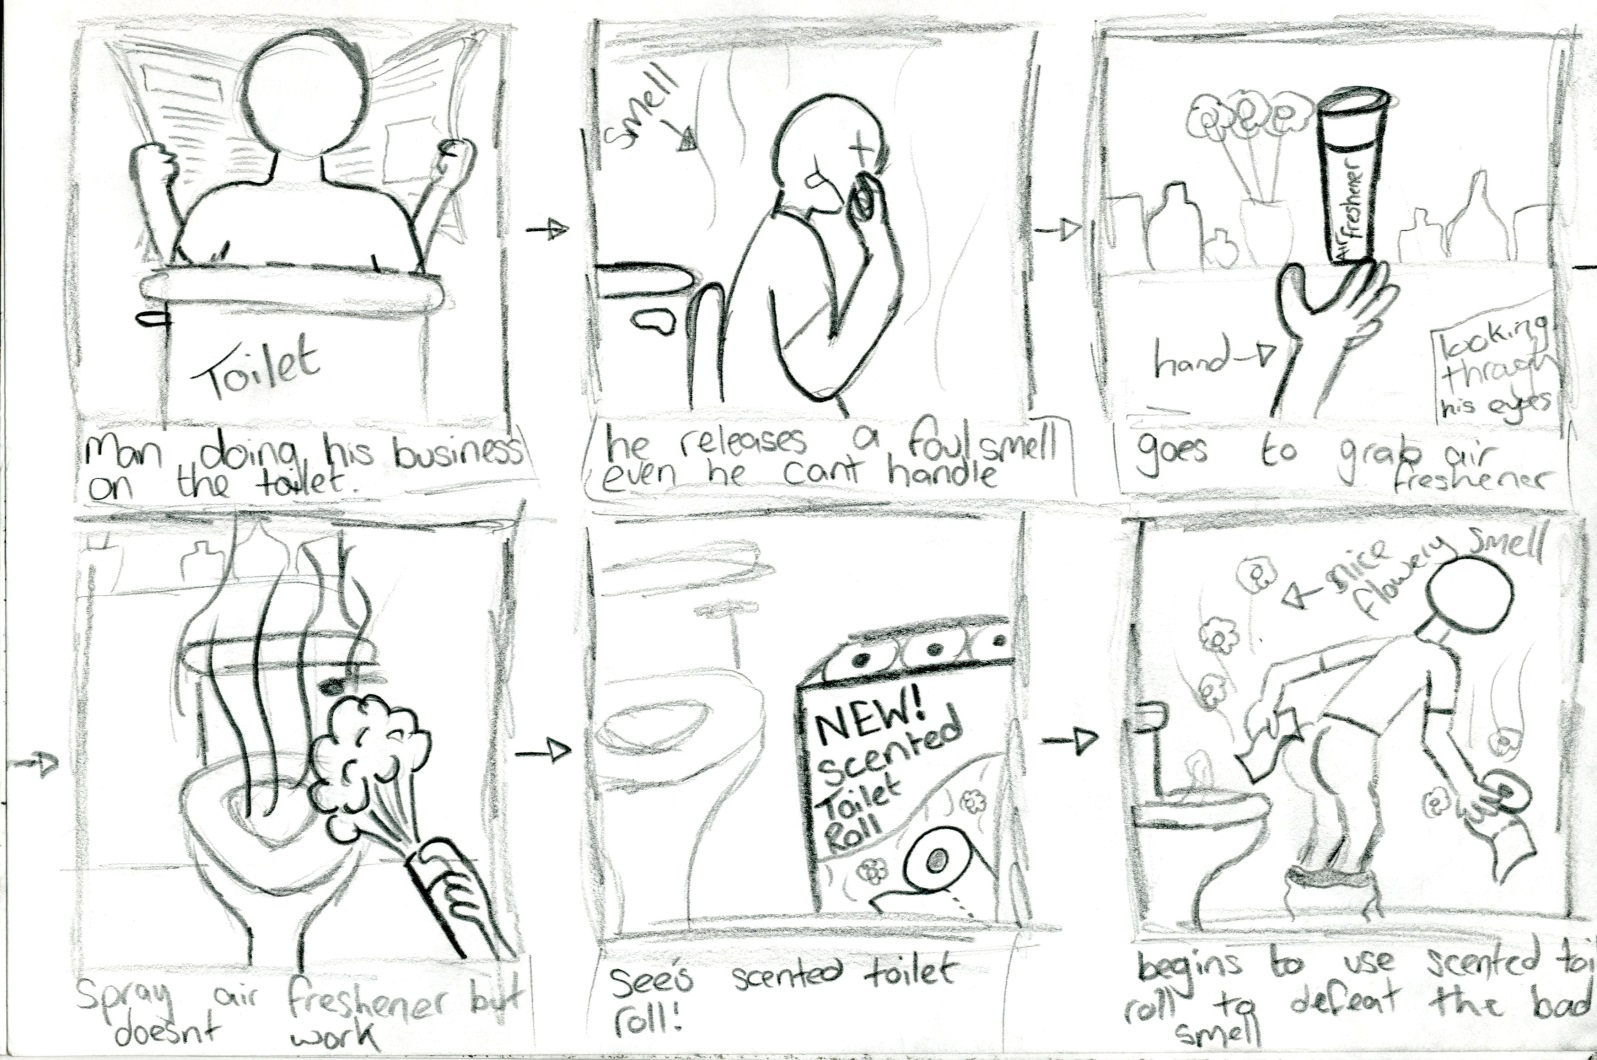 Toilet
man doing his business
on the toilet.
smell
he releases a foul smell
even he cant handle
Air
freshener
hand
looking
through
his eyes
goes to grab air
freshener
Spray air freshener but
doesnt work
NEW!
Scented
Toilet
Roll
see's scented toilet
roll!
nice
flowery smell
begins to use scented toi
roll to defeat the bad
smell